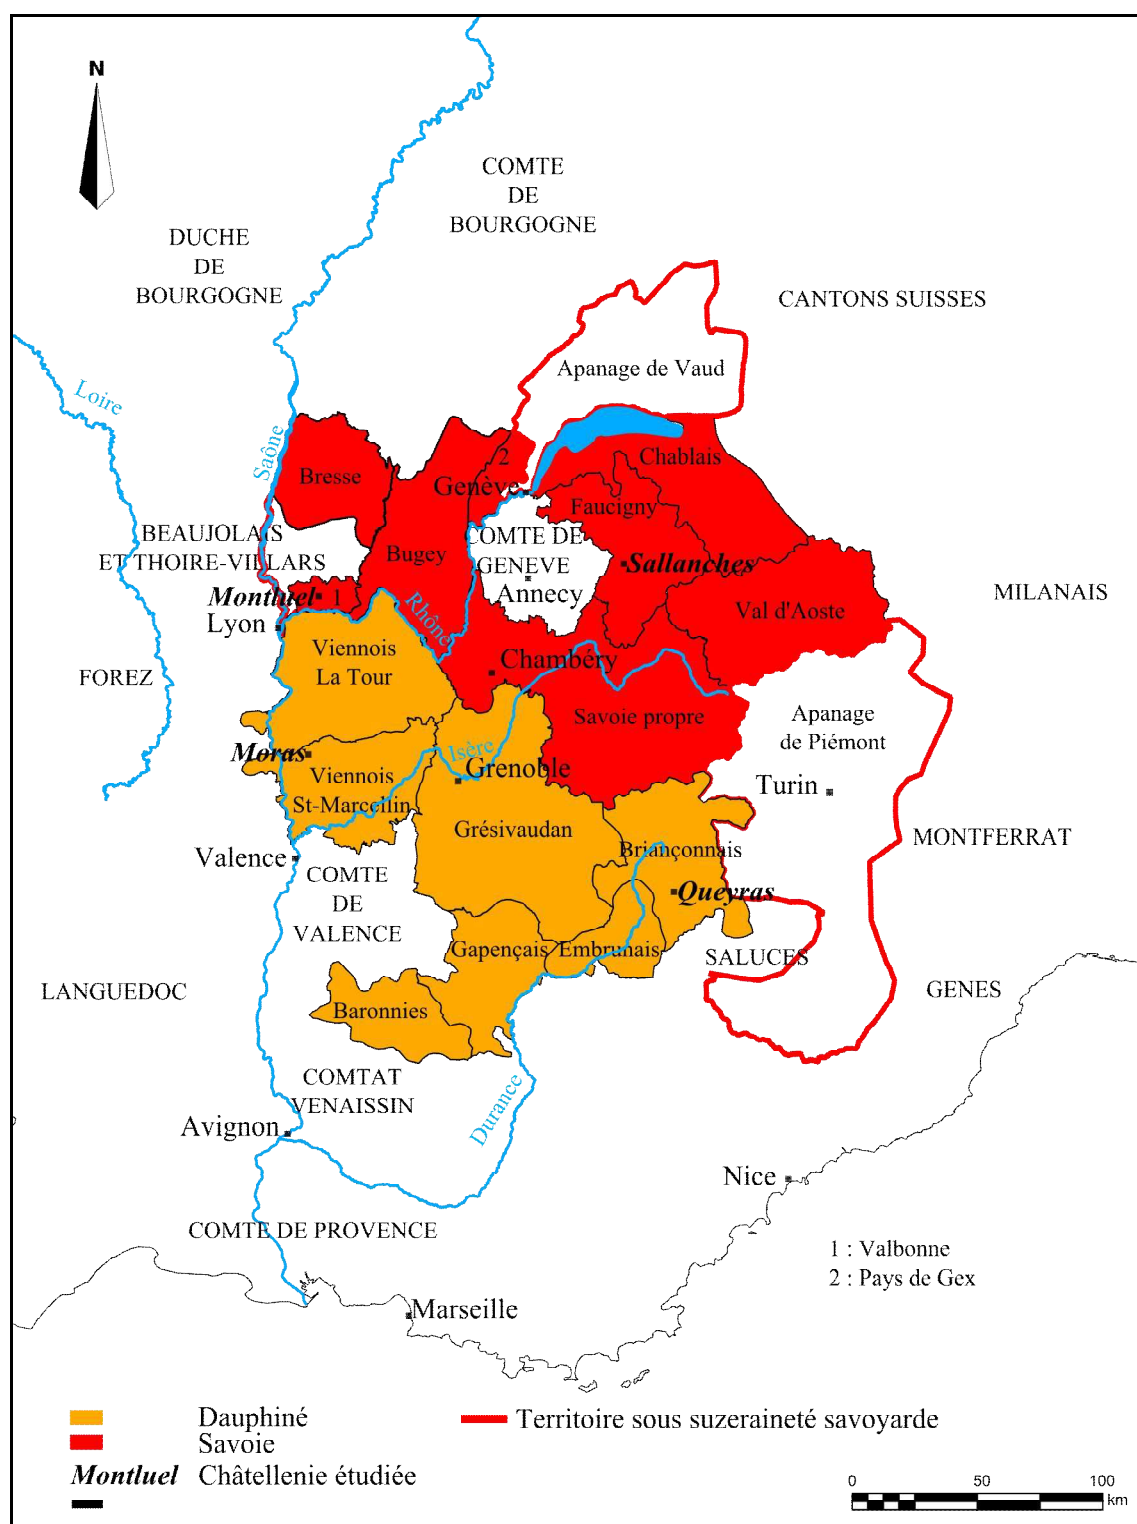 N
COMTE
DE
BOURGOGNE
DUCHE
DE
BOURGOGNE
CANTONS SUISSES
Apanage de Vaud
Loire
Saône
Bresse
2
Chablais
Genève
Faucigny
BEAUJOLAIS
ET THOIRE-VILLARS
Bugey
COMTE DE
GENEVE
Annecy
Sallanches
Montluel
1
Rhône
Val d'Aoste
MILANAIS
Lyon
Viennois
La Tour
Chambéry
FOREZ
Savoie propre
Apanage
de Piémont
Moras
Isère
Viennois
St-Marcellin
Grenoble
Turin
Grésivaudan
MONTFERRAT
Valence
Briançonnais
COMTE
DE
VALENCE
Queyras
Gapençais
Embrunais
SALUCES
LANGUEDOC
GENES
Baronnies
COMTAT
VENAISSIN
Durance
Avignon
Nice
COMTE DE PROVENCE
1 : Valbonne
2 : Pays de Gex
Marseille
Dauphiné
Territoire sous suzeraineté savoyarde
Savoie
Montluel Châtellenie étudiée
0 50 100
km